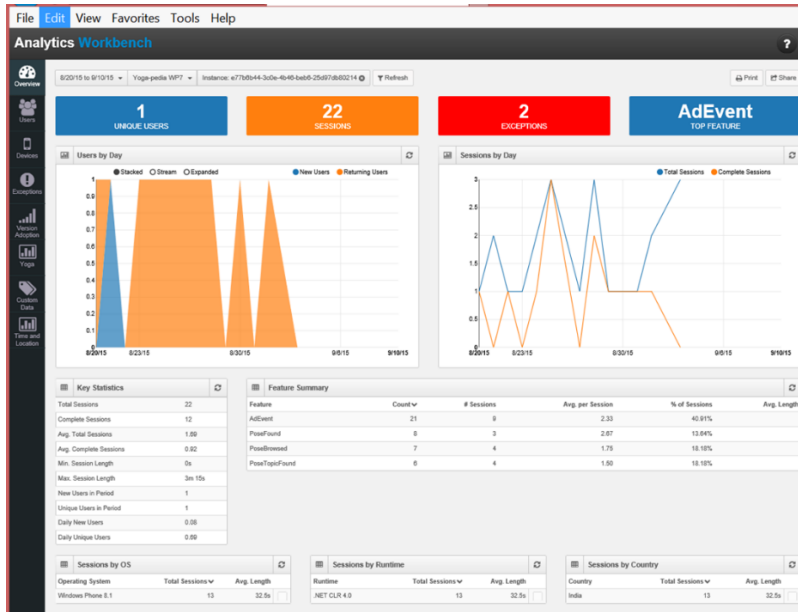 File Edit View Favorites Tools Help
Analytics Workbench
?
Overview
Users
Devices
Exceptions
Version
Adoption
Yoga
Custom
Data
Time and
Location
8/20/15 to 9/10/15 Yoga-pedia WP7 Instance: e77b6b44-3c0e-4b46-beb6-25d97db60214 Refresh Print Share
1
UNIQUE USERS
22
SESSIONS
2
EXCEPTIONS
AdEvent
TOP FEATURE
Users by Day
Stacked Stream Expanded New Users Returning Users
1
0.9
0.8
0.7
0.6
0.5
0.4
0.3
0.2
0.1
8/20/15 8/23/15 8/30/15 9/6/15 9/10/15
Sessions by Day
Total Sessions Complete Sessions
3
2.5
2
1.5
1
0.5
0
8/20/15 8/23/15 8/30/15 9/6/15 9/10/15
Key Statistics
Total Sessions 22
Complete Sessions 12
Avg. Total Sessions 1.69
Avg. Complete Sessions 0.92
Min. Session Length 0s
Max. Session Length 3m 15s
New Users in Period 1
Unique Users in Period 1
Daily New Users 0.08
Daily Unique Users 0.69
Feature Summary
Feature Count # Sessions Avg. per Session % of Sessions Avg. Length
AdEvent 21 9 2.33 40.91%
PoseFound 8 3 2.67 13.64%
PoseBrowsed 7 4 1.75 18.18%
PoseTopicFound 6 4 1.50 18.18%
Sessions by OS
Operating System Total Sessions Avg. Length
Windows Phone 8.1 13 32.5s
Sessions by Runtime
Runtime Total Sessions Avg. Length
.NET CLR 4.0 13 32.5s
Sessions by Country
Country Total Sessions Avg. Length
India 13 32.5s